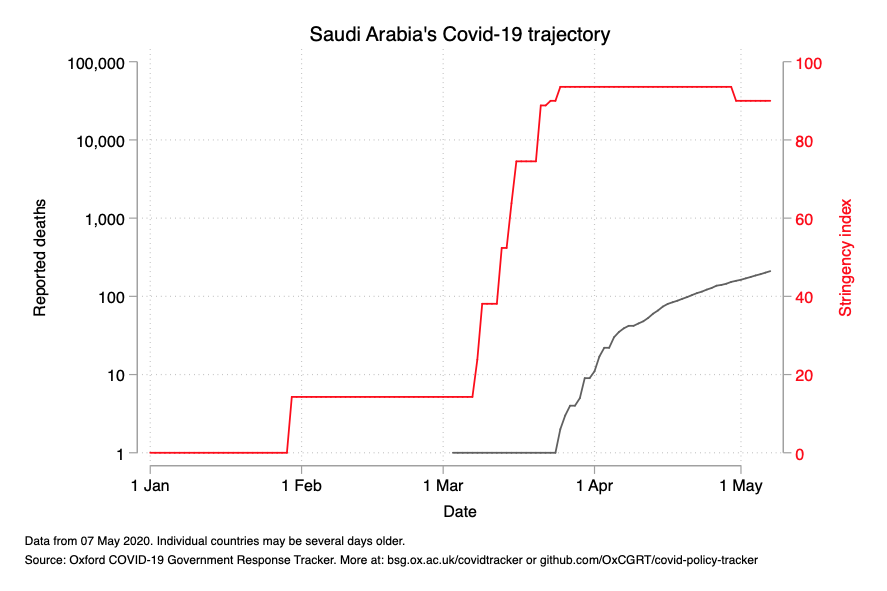 Saudi Arabia's Covid-19 trajectory
100,000
10,000
1,000
100
10
1
Reported deaths
100
80
60
40
20
0
Stringency index
1 Jan
1 Feb
1 Mar
1 Apr
1 May
Date
Data from 07 May 2020. Individual countries may be several days older.
Source: Oxford COVID-19 Government Response Tracker. More at: bsg.ox.ac.uk/covidtracker or github.com/OxCGRT/covid-policy-tracker